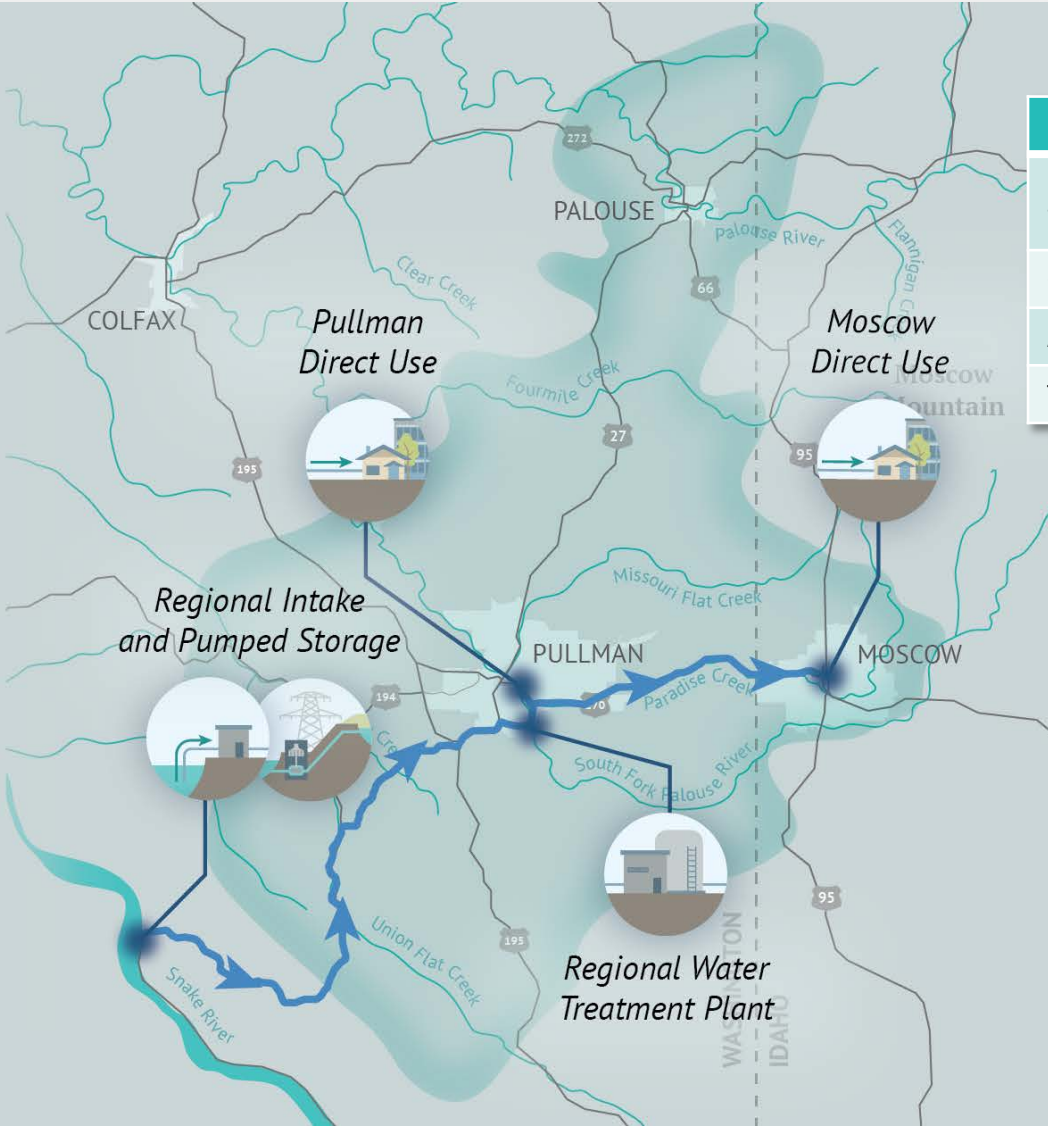 272
PALOUSE
Palouse River
Flannigan
Clear Creek
66
COLFAX
Pullman
Direct Use
Moscow
Direct Use
Moscow
Mountain
Fourmile Creek
27
195
95
Missouri Flat Creek
Regional Intake
and Pumped Storage
PULLMAN
MOSCOW
Paradise Creek
194
Creek
South Fork Palouse River
95
Union Flat Creek
195
Snake River
Regional Water
Treatment Plant
WASHINGTON
IDAHO